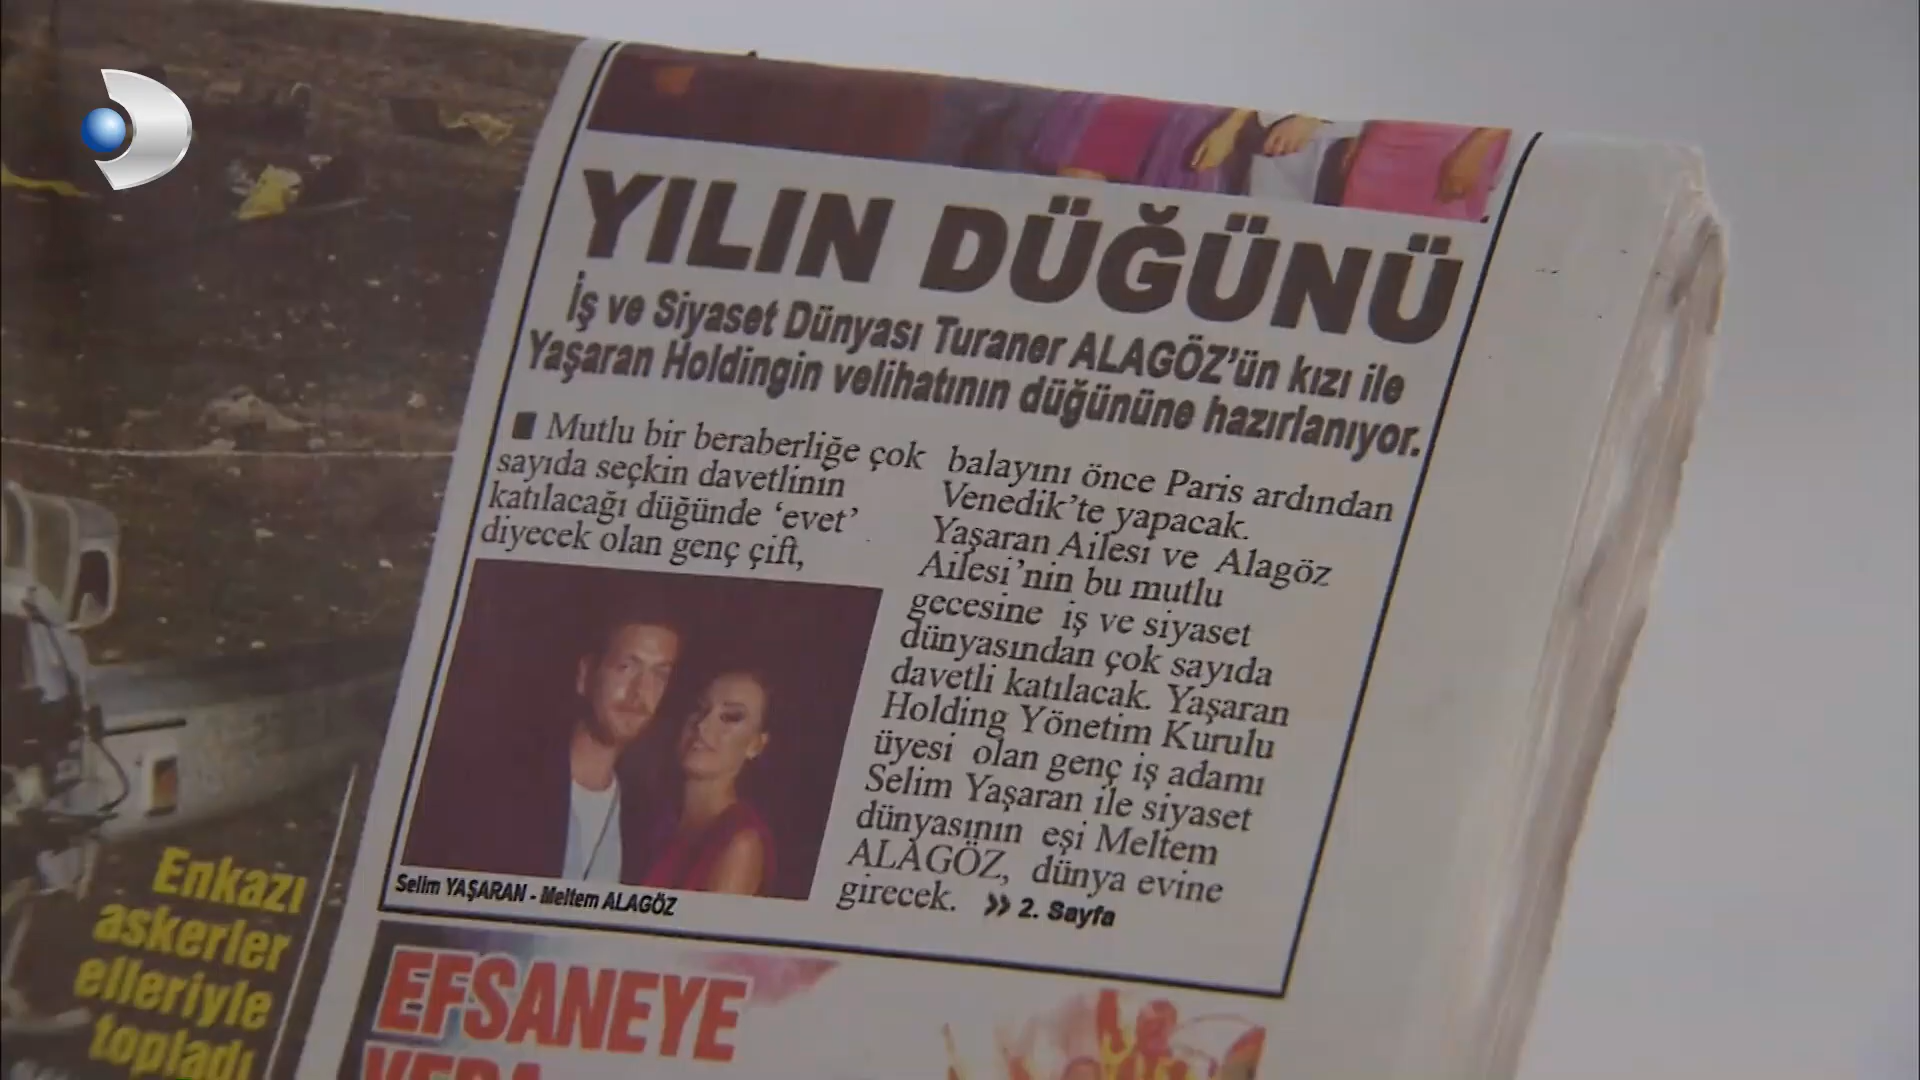 YILIN DÜĞÜNÜ
İş ve Siyaset Dünyası Turaner ALAGÖZ'ün kızı ile
Yaşaran Holdingin velihatının düğününe hazırlanıyor.
Mutlu bir beraberliğe çok
sayıda seçkin davetlinin
katılacağı düğünde ‘evet’
diyecek olan genç çift,
balayını önce Paris ardından
Venedik’te yapacak.
Yaşaran Ailesi ve Alagöz
Ailesi’nin bu mutlu
gecesine iş ve siyaset
dünyasından çok sayıda
davetli katılacak. Yaşaran
Holding Yönetim Kurulu
üyesi olan genç iş adamı
Selim Yaşaran ile siyaset
dünyasının eşi Meltem
ALAGÖZ, dünya evine
girecek. » 2. Sayfa
Selim YAŞARAN - Meltem ALAGÖZ
Enkazı
askerler
elleriyle
topladı
EFSANEYE
VEDA